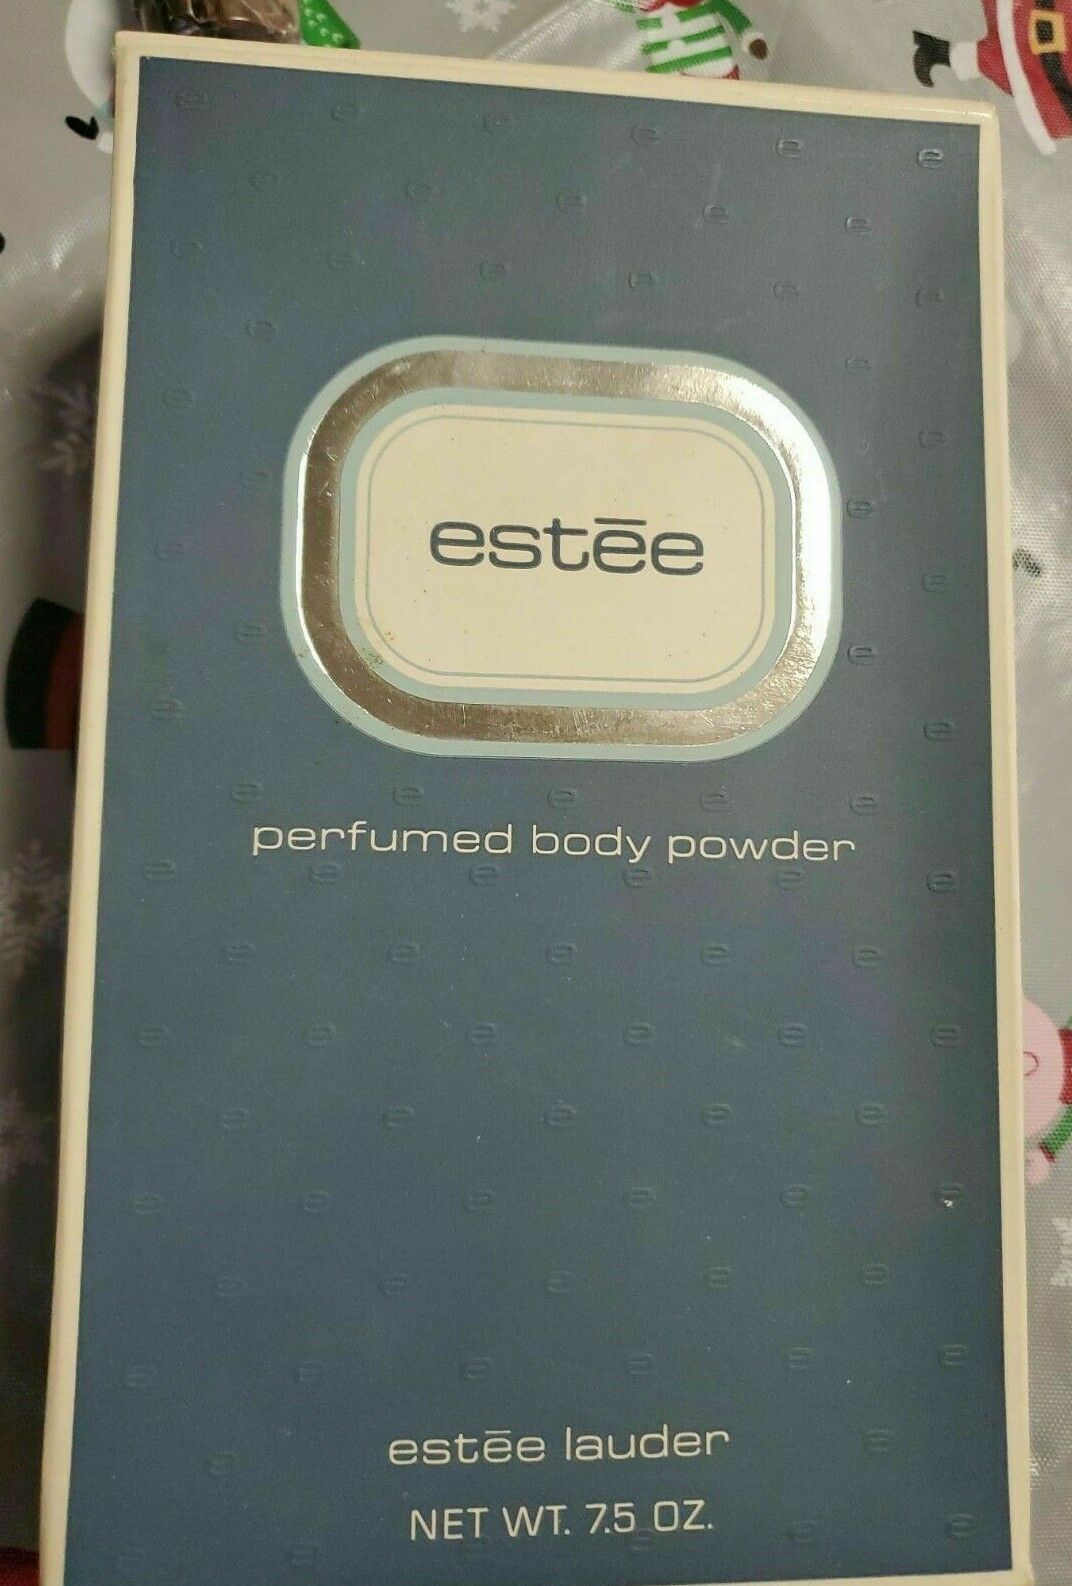 estēe
perfumed body powder
estēe lauder
NET WT. 7.5 OZ.